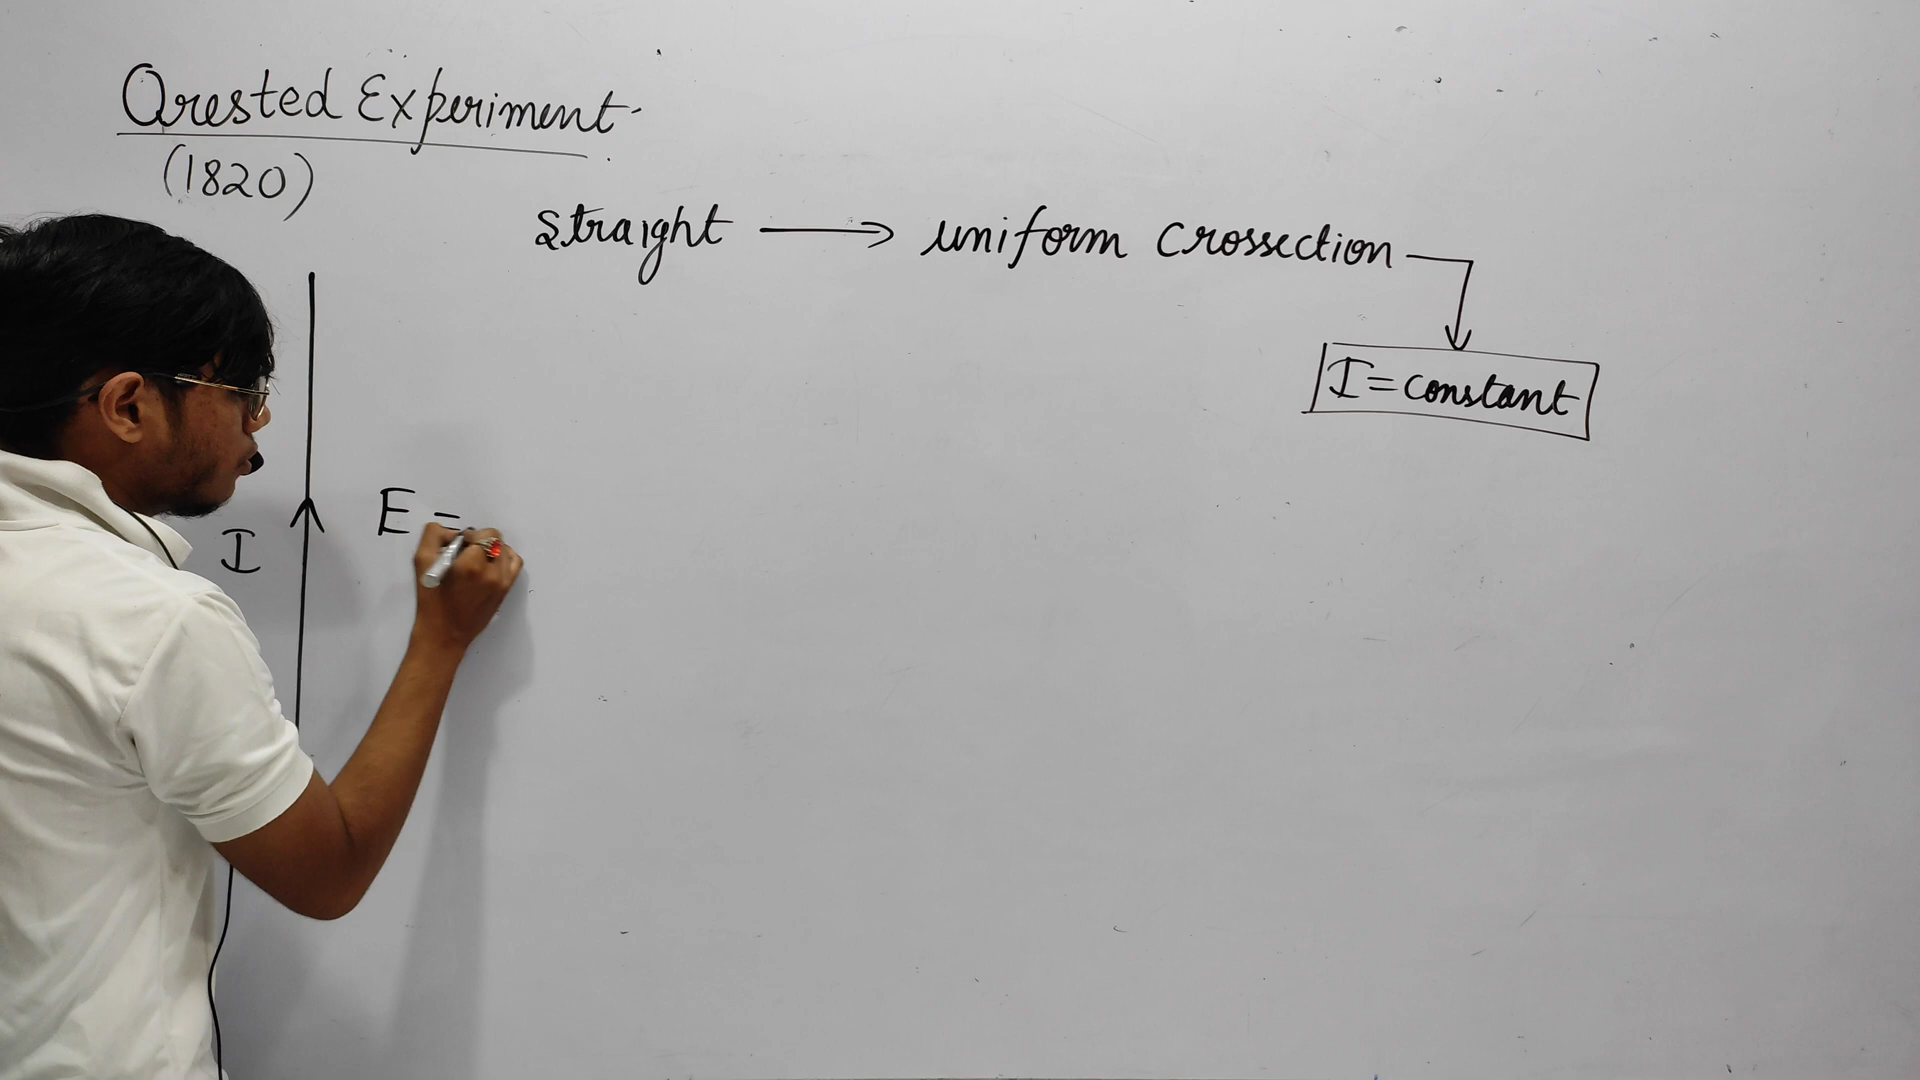 Orested Experiment
(1820)
straight → uniform crossection
I = constant
I
E =